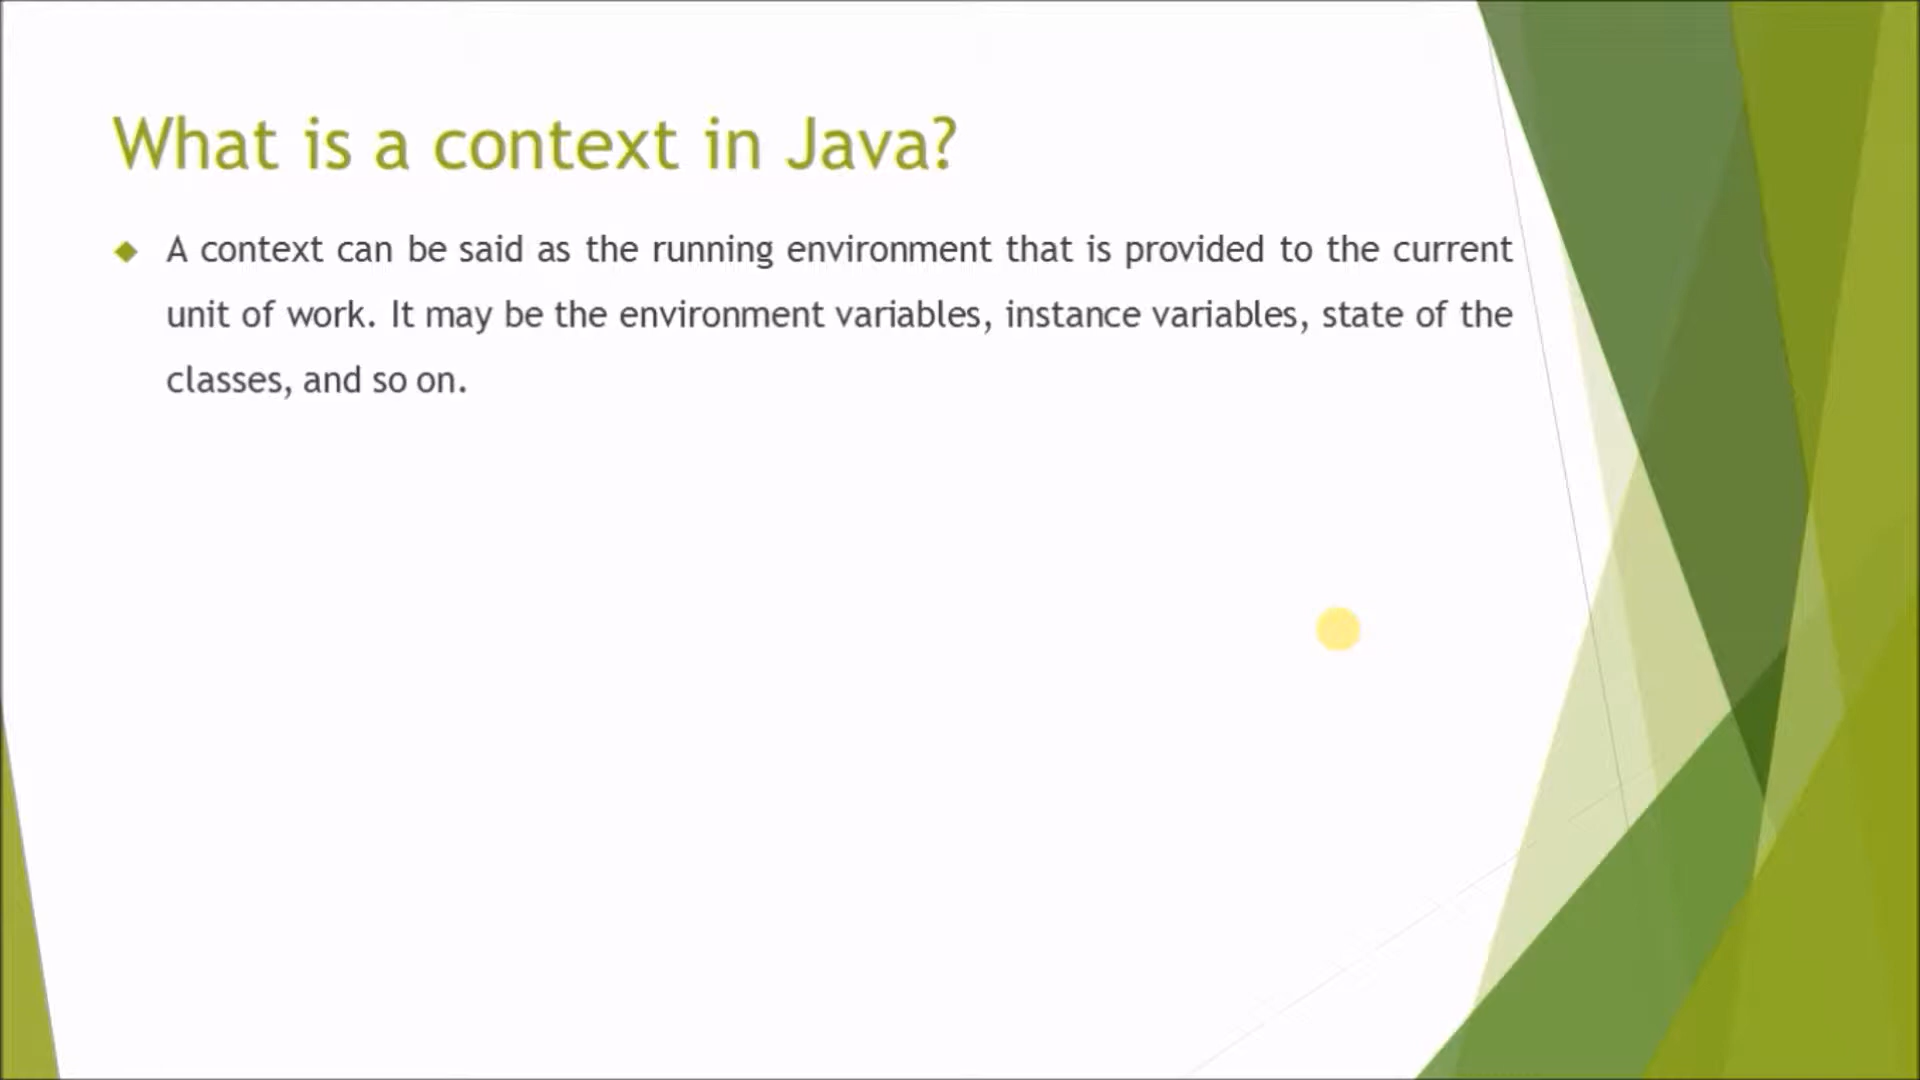 What is a context in Java?
A context can be said as the running environment that is provided to the current
unit of work. It may be the environment variables, instance variables, state of the
classes, and so on.